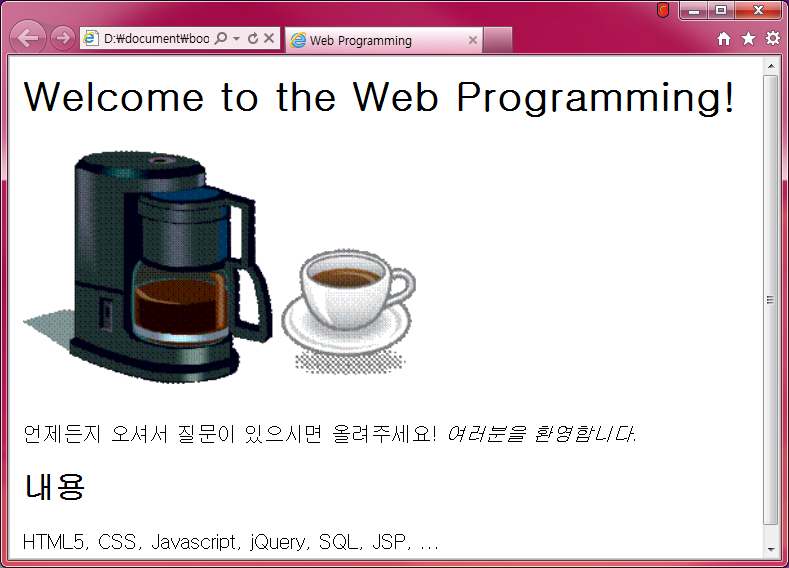 D:₩document₩boo
Web Programming
Welcome to the Web Programming!
언제든지 오셔서 질문이 있으시면 올려주세요! 여러분을 환영합니다.
내용
HTML5, CSS, Javascript, jQuery, SQL, JSP, ...